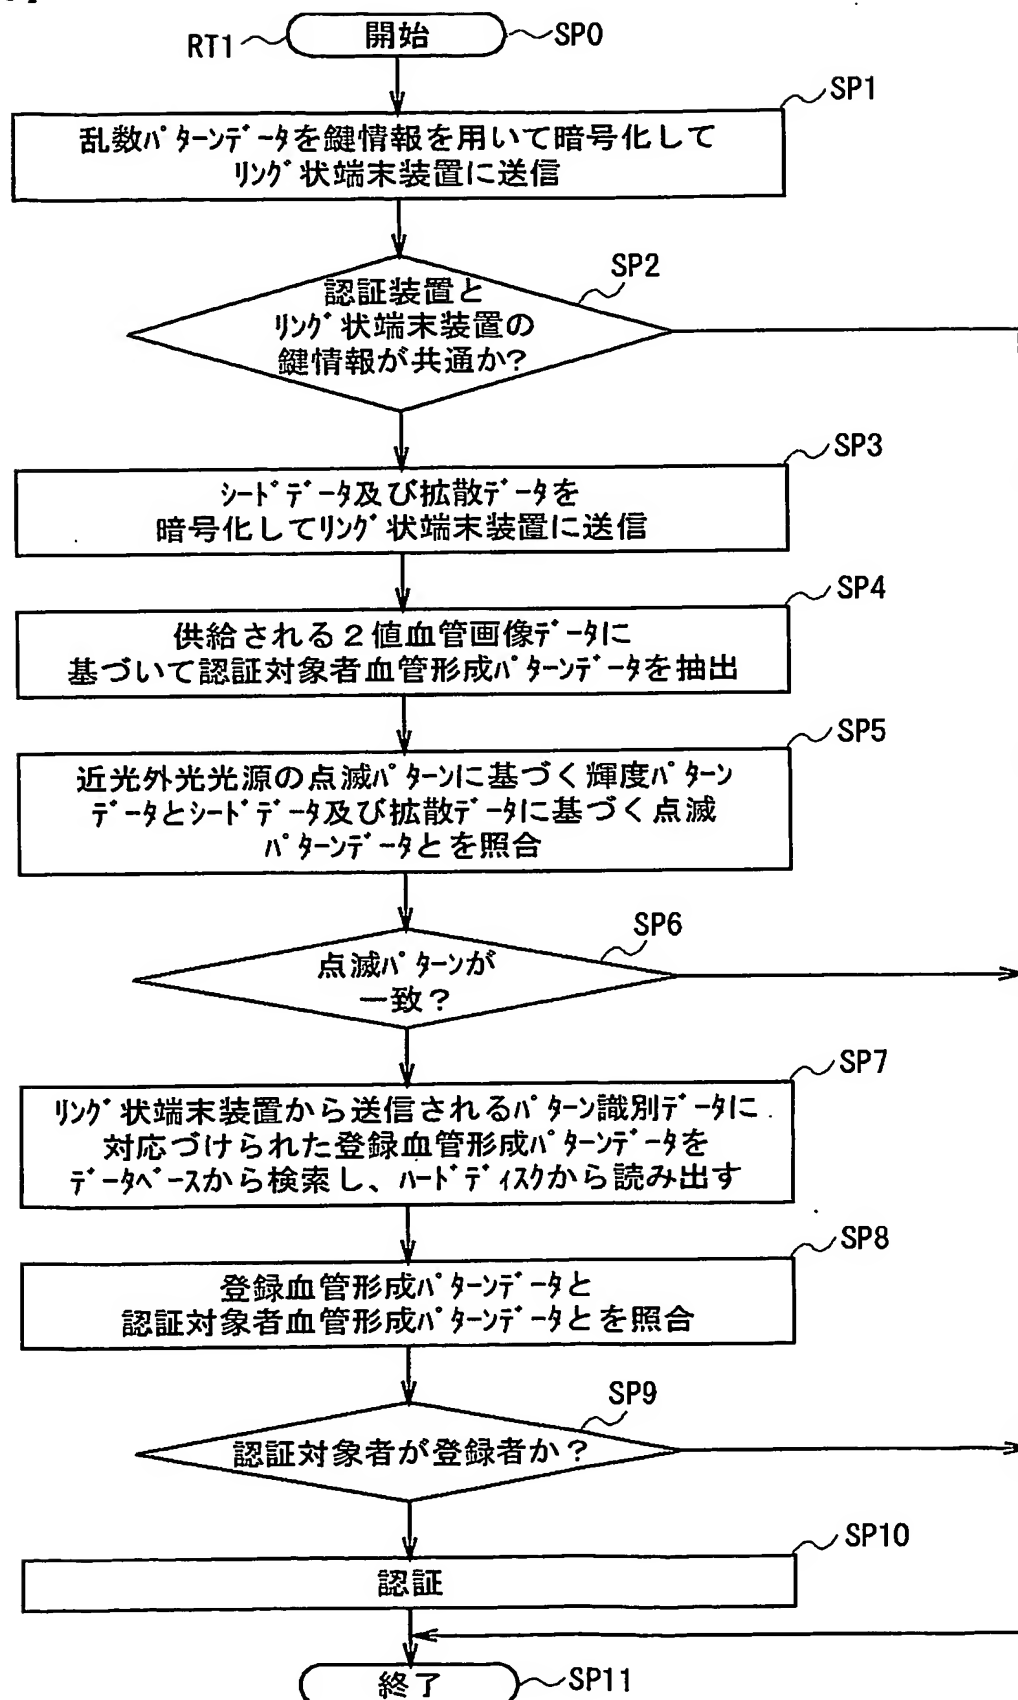 RT1 開始 SP0
SP1
乱数パターンデータを鍵情報を用いて暗号化して
リング状端末装置に送信
SP2
認証装置と
リング状端末装置の
鍵情報が共通か?
SP3
シードデータ及び拡散データを
暗号化してリング状端末装置に送信
SP4
供給される2値血管画像データに
基づいて認証対象者血管形成パターンデータを抽出
SP5
近光外光光源の点滅パターンに基づく輝度パターン
データとシードデータ及び拡散データに基づく点滅
パターンデータとを照合
SP6
点滅パターンが
一致?
SP7
リング状端末装置から送信されるパターン識別データに
対応づけられた登録血管形成パターンデータを
データベースから検索し、ハードディスクから読み出す
SP8
登録血管形成パターンデータと
認証対象者血管形成パターンデータとを照合
SP9
認証対象者が登録者か?
SP10
認証
終了 SP11